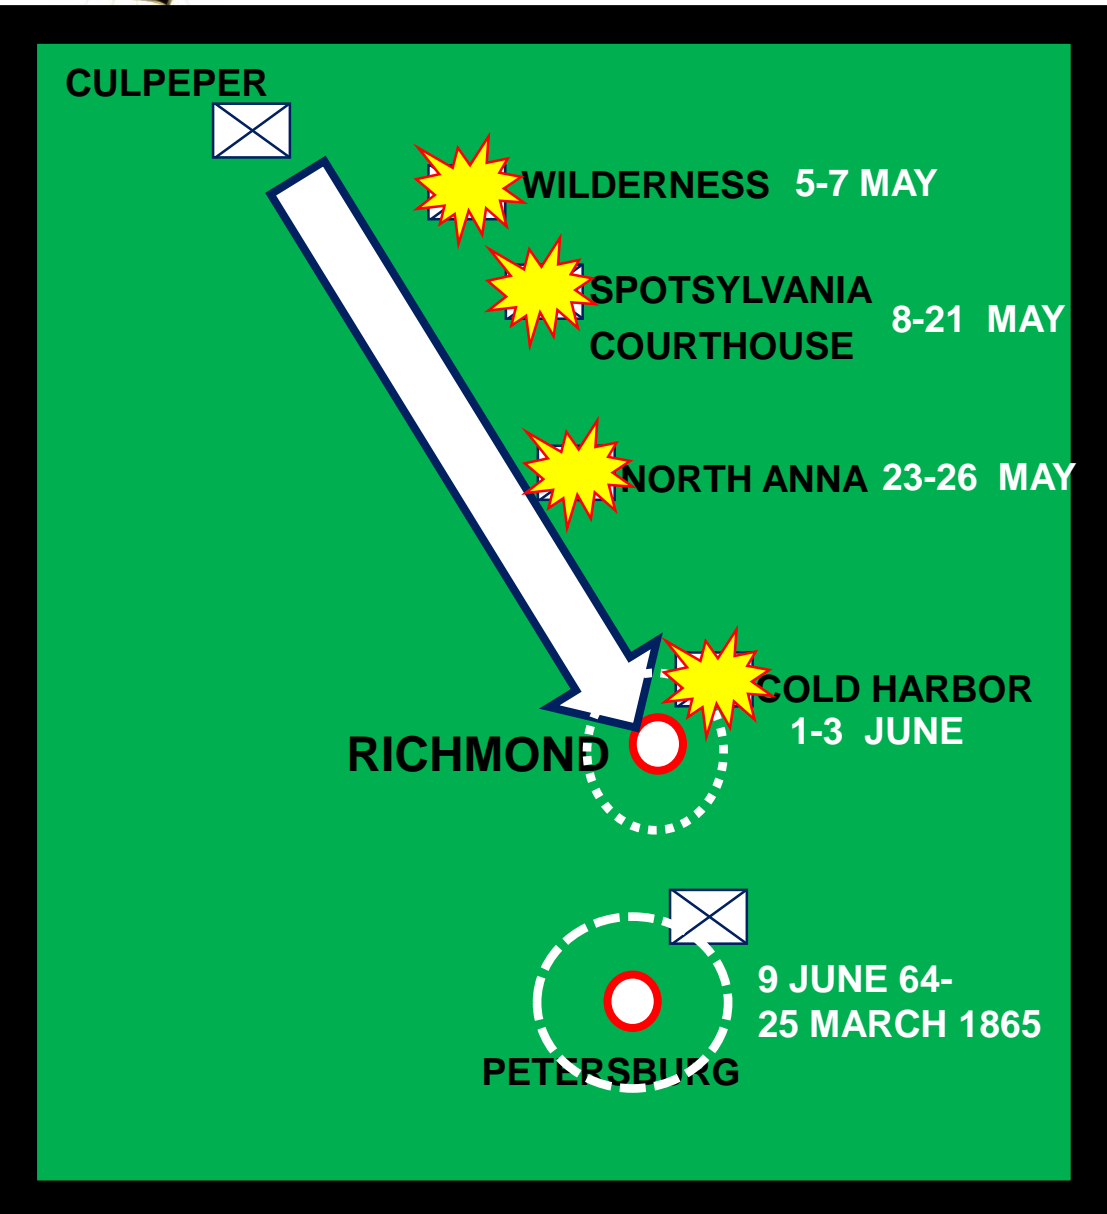 CULPEPER
WILDERNESS 5-7 MAY
SPOTSYLVANIA
COURTHOUSE 8-21 MAY
NORTH ANNA 23-26 MAY
COLD HARBOR
1-3 JUNE
RICHMOND
9 JUNE 64-
25 MARCH 1865
PETERSBURG